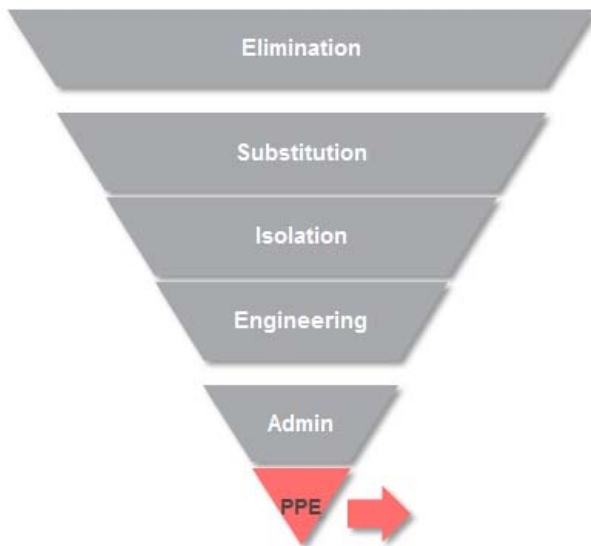 Elimination
Substitution
Isolation
Engineering
Admin
PPE